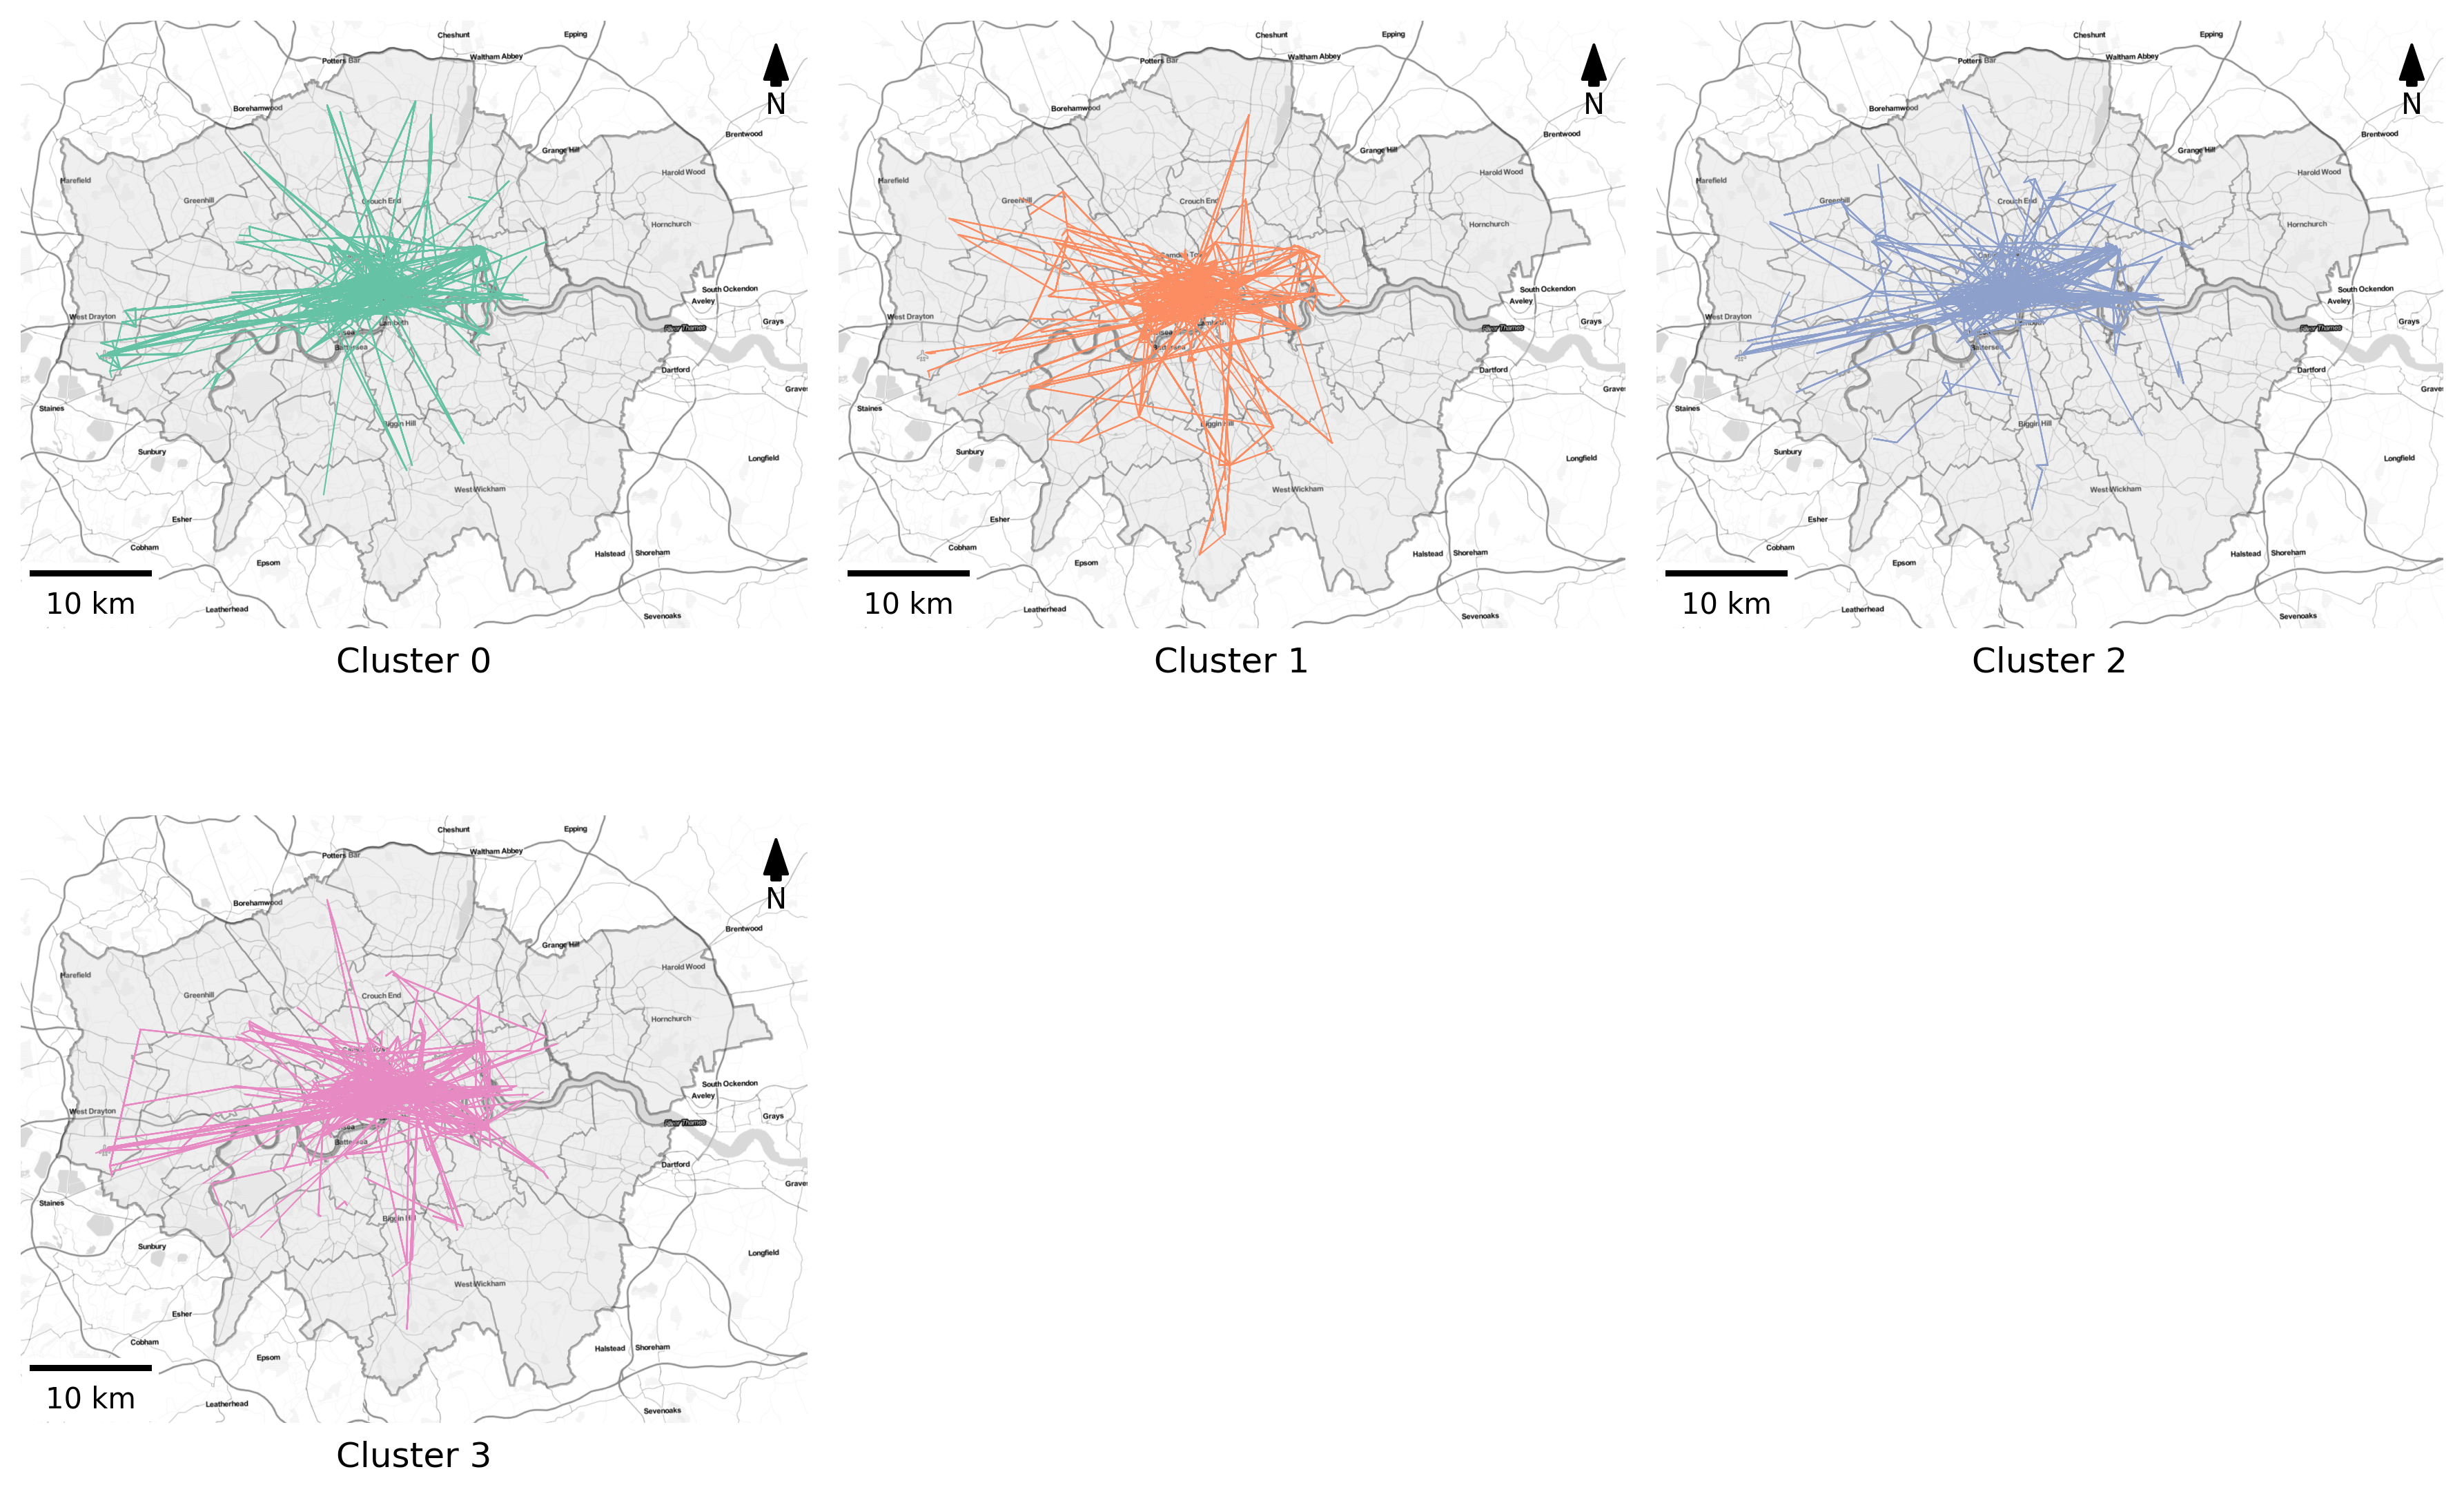 Cheshunt
Epping
Potters Bar
Waltham Abbey
N
Borehamwood
Brentwood
Grange Hill
Harefield
Harold Wood
Greenhill
Crouch End
Hornchurch
South Ockendon
Aveley
West Drayton
Lambeth
Grays
River Thames
Battersea
Dartford
Staines
Biggin Hill
Sunbury
Longfield
West Wickham
Esher
Cobham
Halstead
Shoreham
Epsom
10 km
Leatherhead
Sevenoaks
Cluster 0
Cheshunt
Epping
Potters Bar
Waltham Abbey
N
Borehamwood
Brentwood
Grange Hill
Harefield
Harold Wood
Greenhill
Crouch End
Hornchurch
South Ockendon
Aveley
West Drayton
Grays
River Thames
Dartford
Staines
Biggin Hill
Sunbury
Longfield
West Wickham
Esher
Cobham
Halstead
Shoreham
Epsom
10 km
Leatherhead
Sevenoaks
Cluster 1
Cheshunt
Epping
Potters Bar
Waltham Abbey
N
Borehamwood
Brentwood
Grange Hill
Harefield
Harold Wood
Greenhill
Crouch End
Hornchurch
South Ockendon
Aveley
West Drayton
Grays
River Thames
Battersea
Dartford
Staines
Biggin Hill
Sunbury
Longfield
West Wickham
Esher
Cobham
Halstead
Shoreham
Epsom
10 km
Leatherhead
Sevenoaks
Cluster 2
Cheshunt
Epping
Potters Bar
Waltham Abbey
N
Borehamwood
Brentwood
Grange Hill
Harefield
Harold Wood
Greenhill
Crouch End
Hornchurch
South Ockendon
Aveley
West Drayton
Grays
River Thames
Battersea
Dartford
Staines
Biggin Hill
Sunbury
Longfield
West Wickham
Esher
Cobham
Halstead
Shoreham
Epsom
10 km
Leatherhead
Sevenoaks
Cluster 3